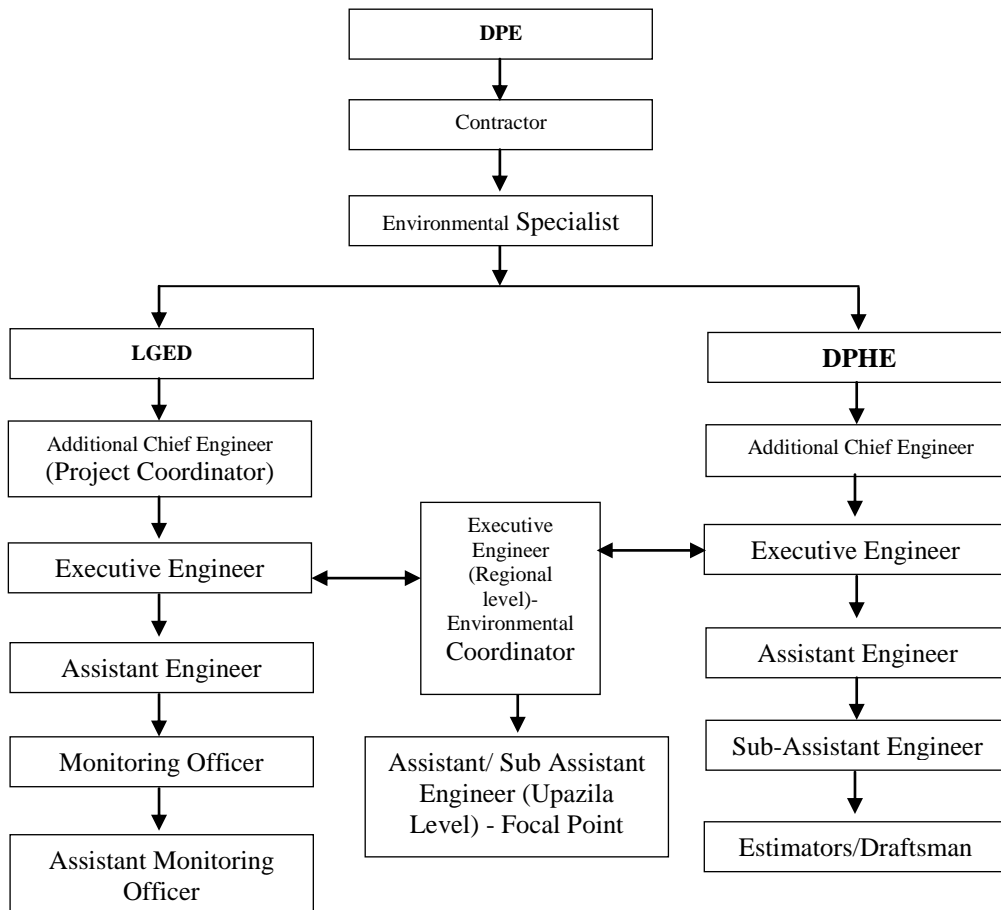 DPE
Contractor
Environmental Specialist
LGED
DPHE
Additional Chief Engineer
(Project Coordinator)
Additional Chief Engineer
Executive Engineer
Executive
Engineer
(Regional
level)-
Environmental
Coordinator
Executive Engineer
Assistant Engineer
Assistant Engineer
Monitoring Officer
Assistant/ Sub Assistant
Engineer (Upazila
Level) - Focal Point
Sub-Assistant Engineer
Assistant Monitoring
Officer
Estimators/Draftsman